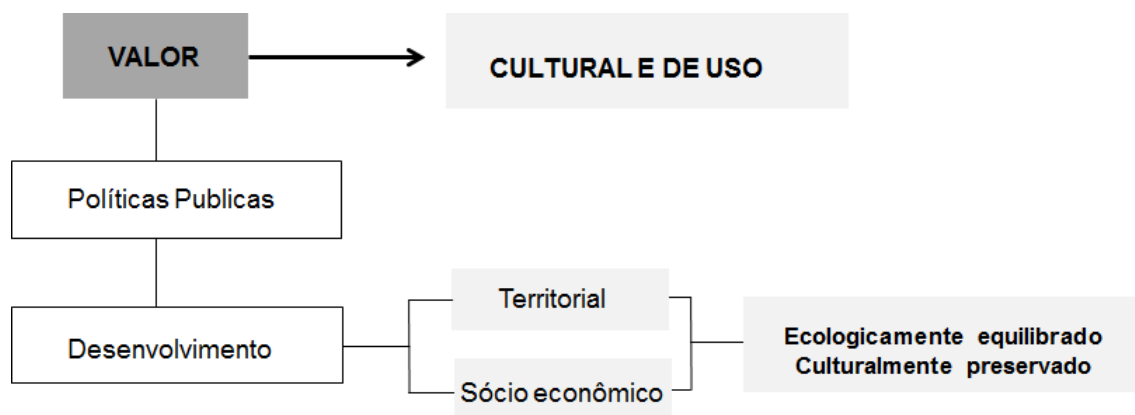 VALOR
CULTURAL E DE USO
Políticas Publicas
Desenvolvimento
Territorial
Sócio econômico
Ecologicamente equilibrado
Culturalmente preservado